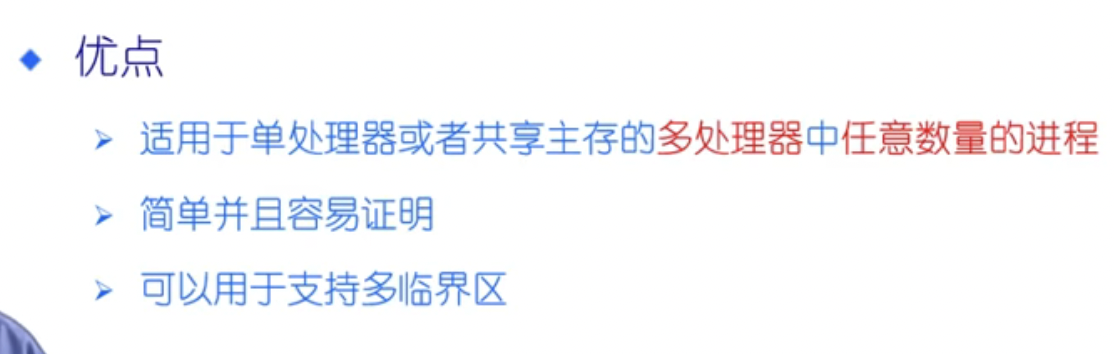 优点
适用于单处理器或者共享主存的多处理器中任意数量的进程
简单并且容易证明
可以用于支持多临界区